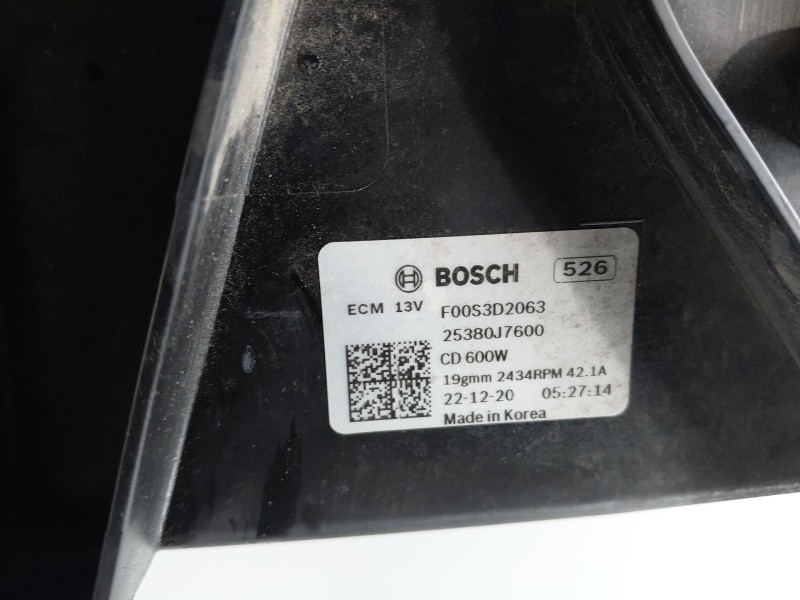 BOSCH 526
ECM 13V F00S3D2063
25380J7600
CD 600W
19gmm 2434RPM 42.1A
22-12-20 05:27:14
Made in Korea